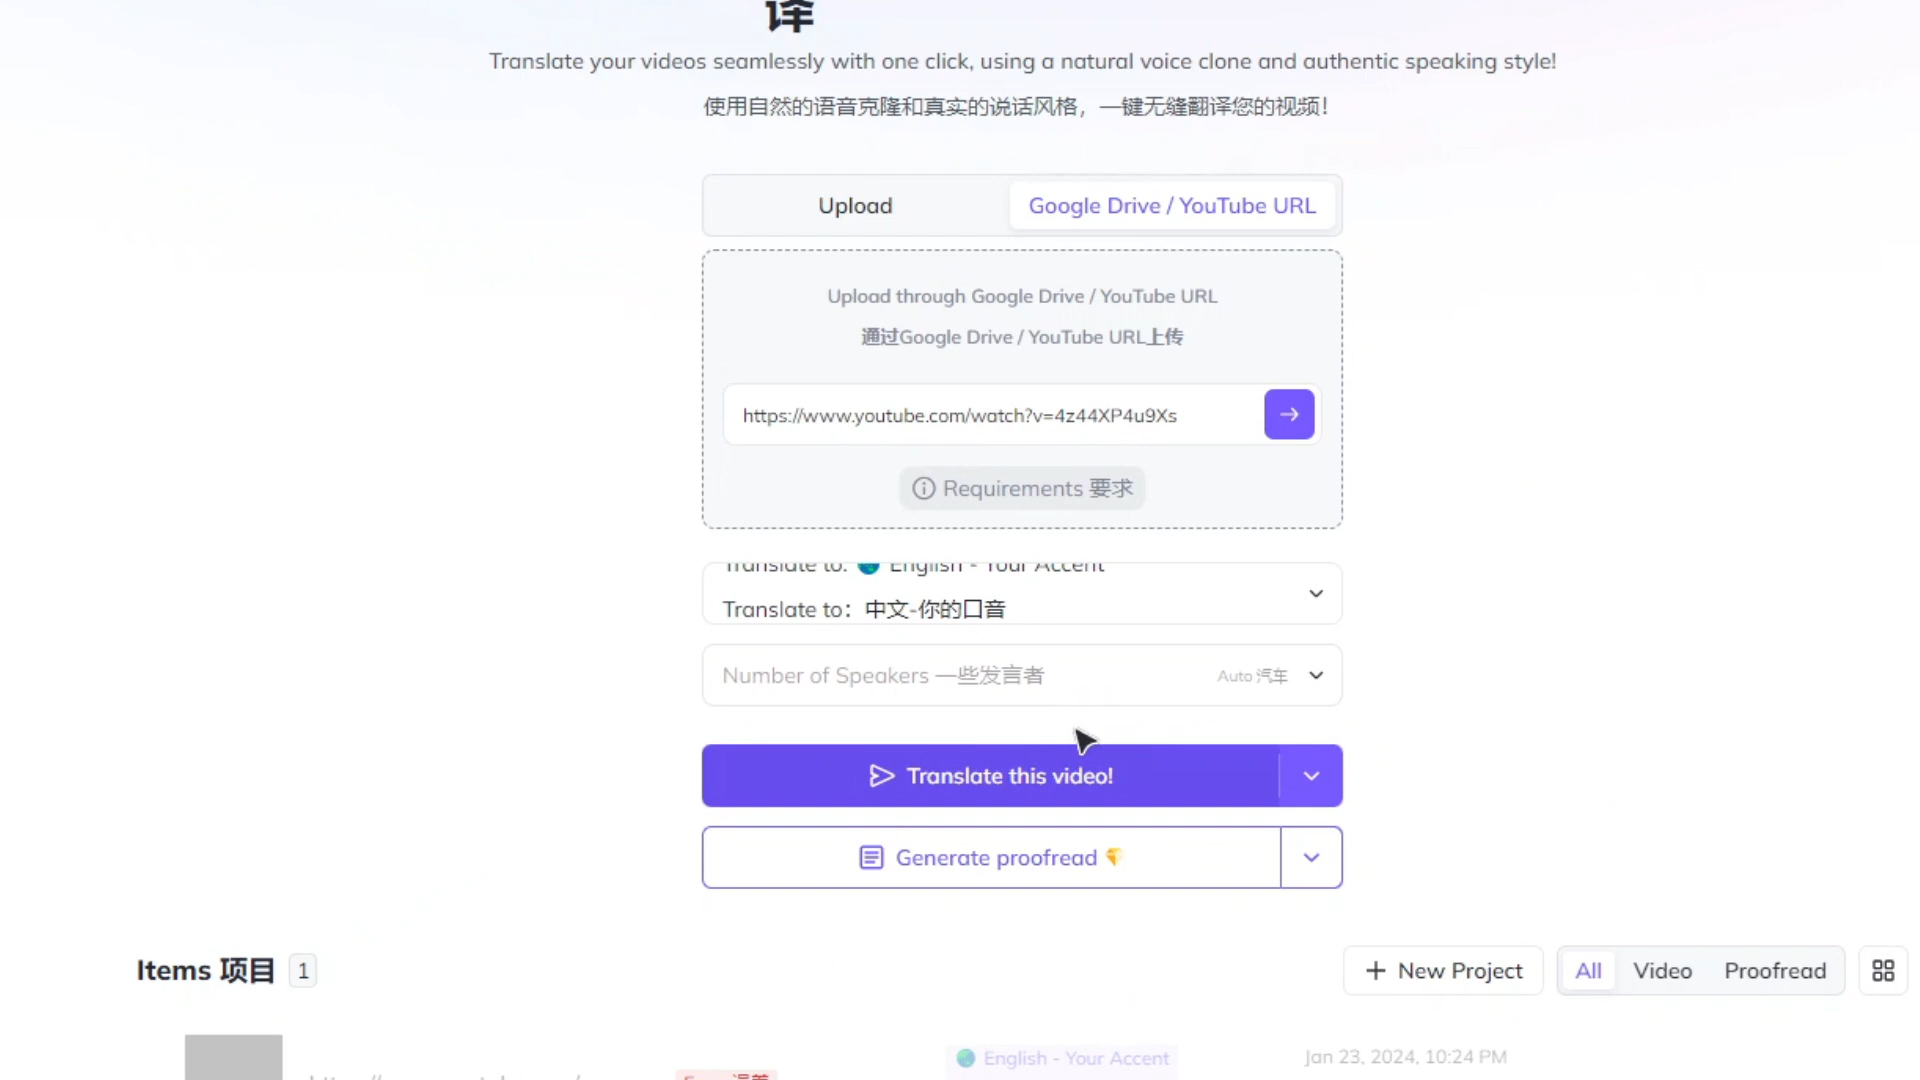 译
Translate your videos seamlessly with one click, using a natural voice clone and authentic speaking style!
使用自然的语音克隆和真实的说话风格，一键无缝翻译您的视频！
Upload
Google Drive / YouTube URL
Upload through Google Drive / YouTube URL
通过Google Drive / YouTube URL上传
https://www.youtube.com/watch?v=4z44XP4u9Xs
Requirements 要求
Translate to: English - Your Accent
Translate to：中文-你的口音
Number of Speakers 一些发言者
Auto 汽车
Translate this video!
Generate proofread
Items 项目 1
New Project
All
Video
Proofread
English - Your Accent
Jan 23, 2024, 10:24 PM